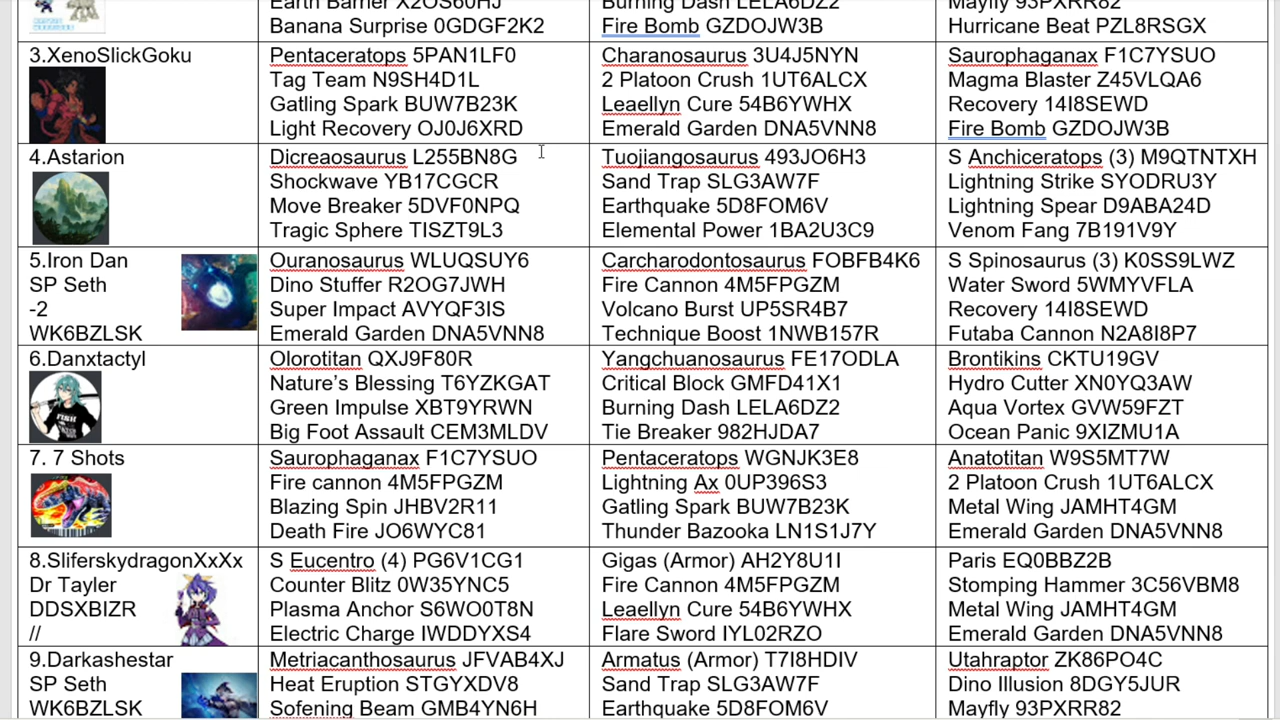 Earth Barrier X2OS60HJ
Banana Surprise 0GDGF2K2
Burning Dash LELA6DZ2
Fire Bomb GZDOJW3B
Mayfly 93PXRR82
Hurricane Beat PZL8RSGX
3.XenoSlickGoku
Pentaceratops 5PAN1LF0
Tag Team N9SH4D1L
Gatling Spark BUW7B23K
Light Recovery OJ0J6XRD
Charanosaurus 3U4J5NYN
2 Platoon Crush 1UT6ALCX
Leaellyn Cure 54B6YWHX
Emerald Garden DNA5VNN8
Saurophaganax F1C7YSUO
Magma Blaster Z45VLQA6
Recovery 14I8SEWD
Fire Bomb GZDOJW3B
4.Astarion
Dicreaosaurus L255BN8G
Shockwave YB17CGCR
Move Breaker 5DVF0NPQ
Tragic Sphere TISZT9L3
Tuojiangosaurus 493JO6H3
Sand Trap SLG3AW7F
Earthquake 5D8FOM6V
Elemental Power 1BA2U3C9
S Anchiceratops (3) M9QTNTXH
Lightning Strike SYODRU3Y
Lightning Spear D9ABA24D
Venom Fang 7B191V9Y
5.Iron Dan
SP Seth
-2
WK6BZLSK
Ouranosaurus WLUQSUY6
Dino Stuffer R2OG7JWH
Super Impact AVYQF3IS
Emerald Garden DNA5VNN8
Carcharodontosaurus FOBFB4K6
Fire Cannon 4M5FPGZM
Volcano Burst UP5SR4B7
Technique Boost 1NWB157R
S Spinosaurus (3) K0SS9LWZ
Water Sword 5WMYVFLA
Recovery 14I8SEWD
Futaba Cannon N2A8I8P7
6.Danxtactyl
Olorotitan QXJ9F80R
Nature’s Blessing T6YZKGAT
Green Impulse XBT9YRWN
Big Foot Assault CEM3MLDV
Yangchuanosaurus FE17ODLA
Critical Block GMFD41X1
Burning Dash LELA6DZ2
Tie Breaker 982HJDA7
Brontikins CKTU19GV
Hydro Cutter XN0YQ3AW
Aqua Vortex GVW59FZT
Ocean Panic 9XIZMU1A
7. 7 Shots
Saurophaganax F1C7YSUO
Fire cannon 4M5FPGZM
Blazing Spin JHBV2R11
Death Fire JO6WYC81
Pentaceratops WGNJK3E8
Lightning Ax 0UP396S3
Gatling Spark BUW7B23K
Thunder Bazooka LN1S1J7Y
Anatotitan W9S5MT7W
2 Platoon Crush 1UT6ALCX
Metal Wing JAMHT4GM
Emerald Garden DNA5VNN8
8.SliferskydragonXxXx
Dr Tayler
DDSXBIZR
//
S Eucentro (4) PG6V1CG1
Counter Blitz 0W35YNC5
Plasma Anchor S6WO0T8N
Electric Charge IWDDYXS4
Gigas (Armor) AH2Y8U1I
Fire Cannon 4M5FPGZM
Leaellyn Cure 54B6YWHX
Flare Sword IYL02RZO
Paris EQ0BBZ2B
Stomping Hammer 3C56VBM8
Metal Wing JAMHT4GM
Emerald Garden DNA5VNN8
9.Darkashestar
SP Seth
WK6BZLSK
Metriacanthosaurus JFVAB4XJ
Heat Eruption STGYXDV8
Sofening Beam GMB4YN6H
Armatus (Armor) T7I8HDIV
Sand Trap SLG3AW7F
Earthquake 5D8FOM6V
Utahraptor ZK86PO4C
Dino Illusion 8DGY5JUR
Mayfly 93PXRR82